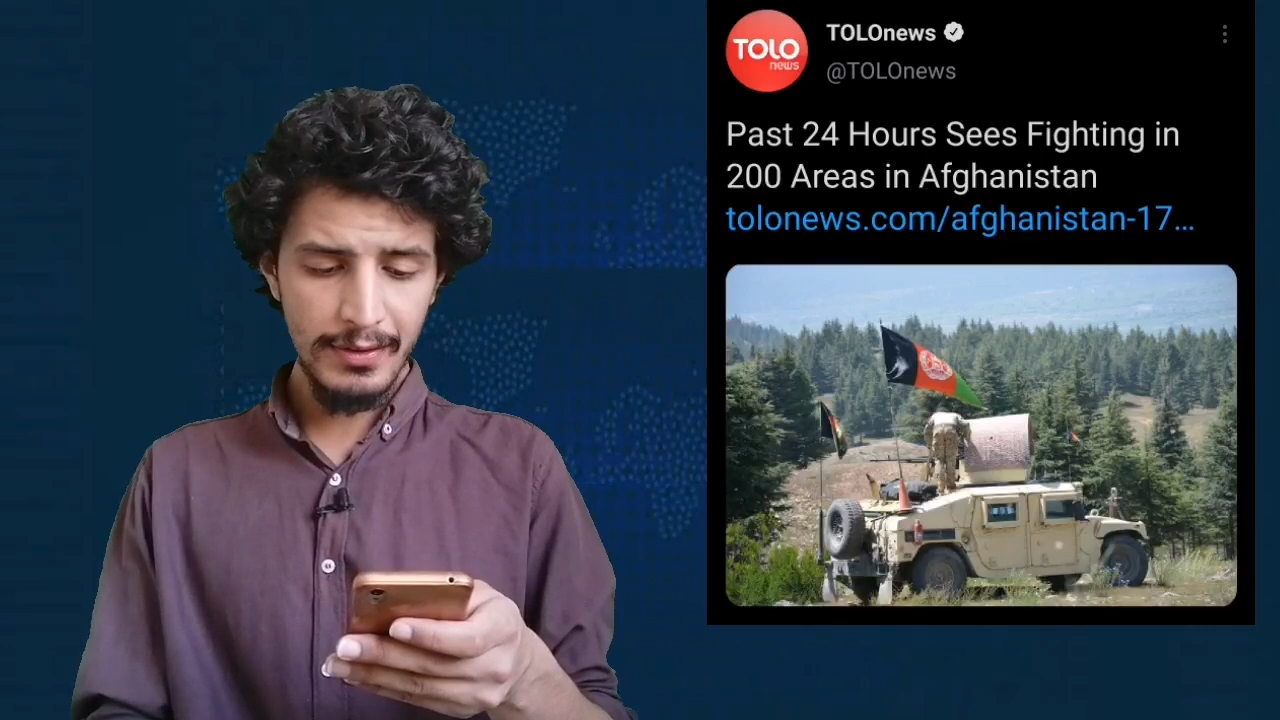 TOLO
news
TOLOnews
@TOLOnews
Past 24 Hours Sees Fighting in
200 Areas in Afghanistan
tolonews.com/afghanistan-17...